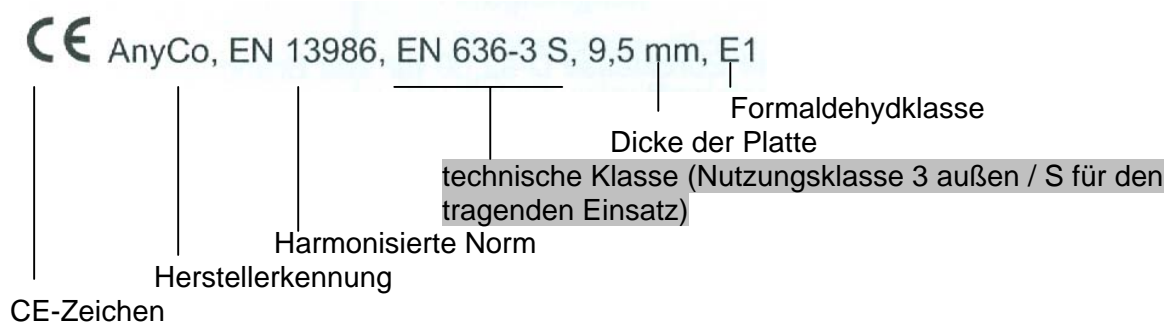 CE AnyCo, EN 13986, EN 636-3 S, 9,5 mm, E1
Formaldehydklasse
Dicke der Platte
technische Klasse (Nutzungsklasse 3 außen / S für den
tragenden Einsatz)
Harmonisierte Norm
Herstellerkennung
CE-Zeichen